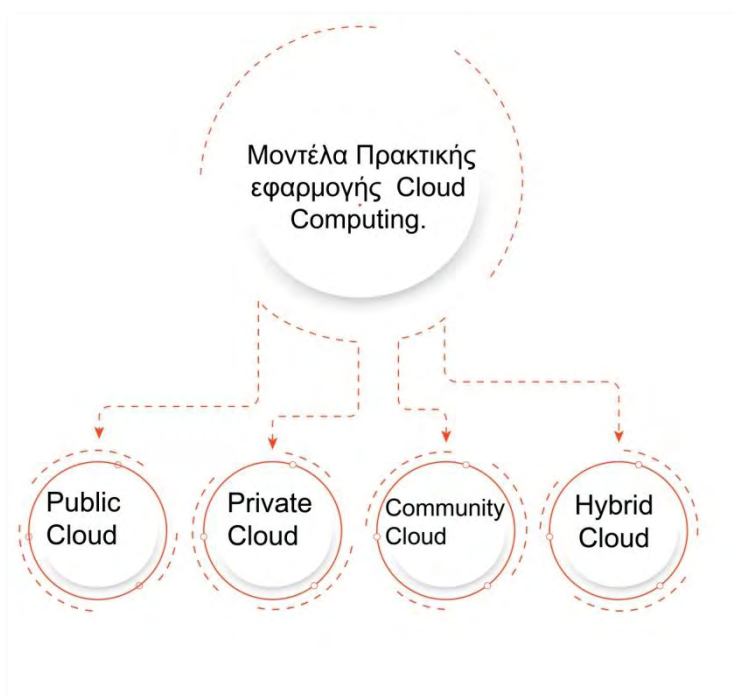 Μοντέλα Πρακτικής
εφαρμογής Cloud
Computing.
Public
Cloud
Private
Cloud
Community
Cloud
Hybrid
Cloud